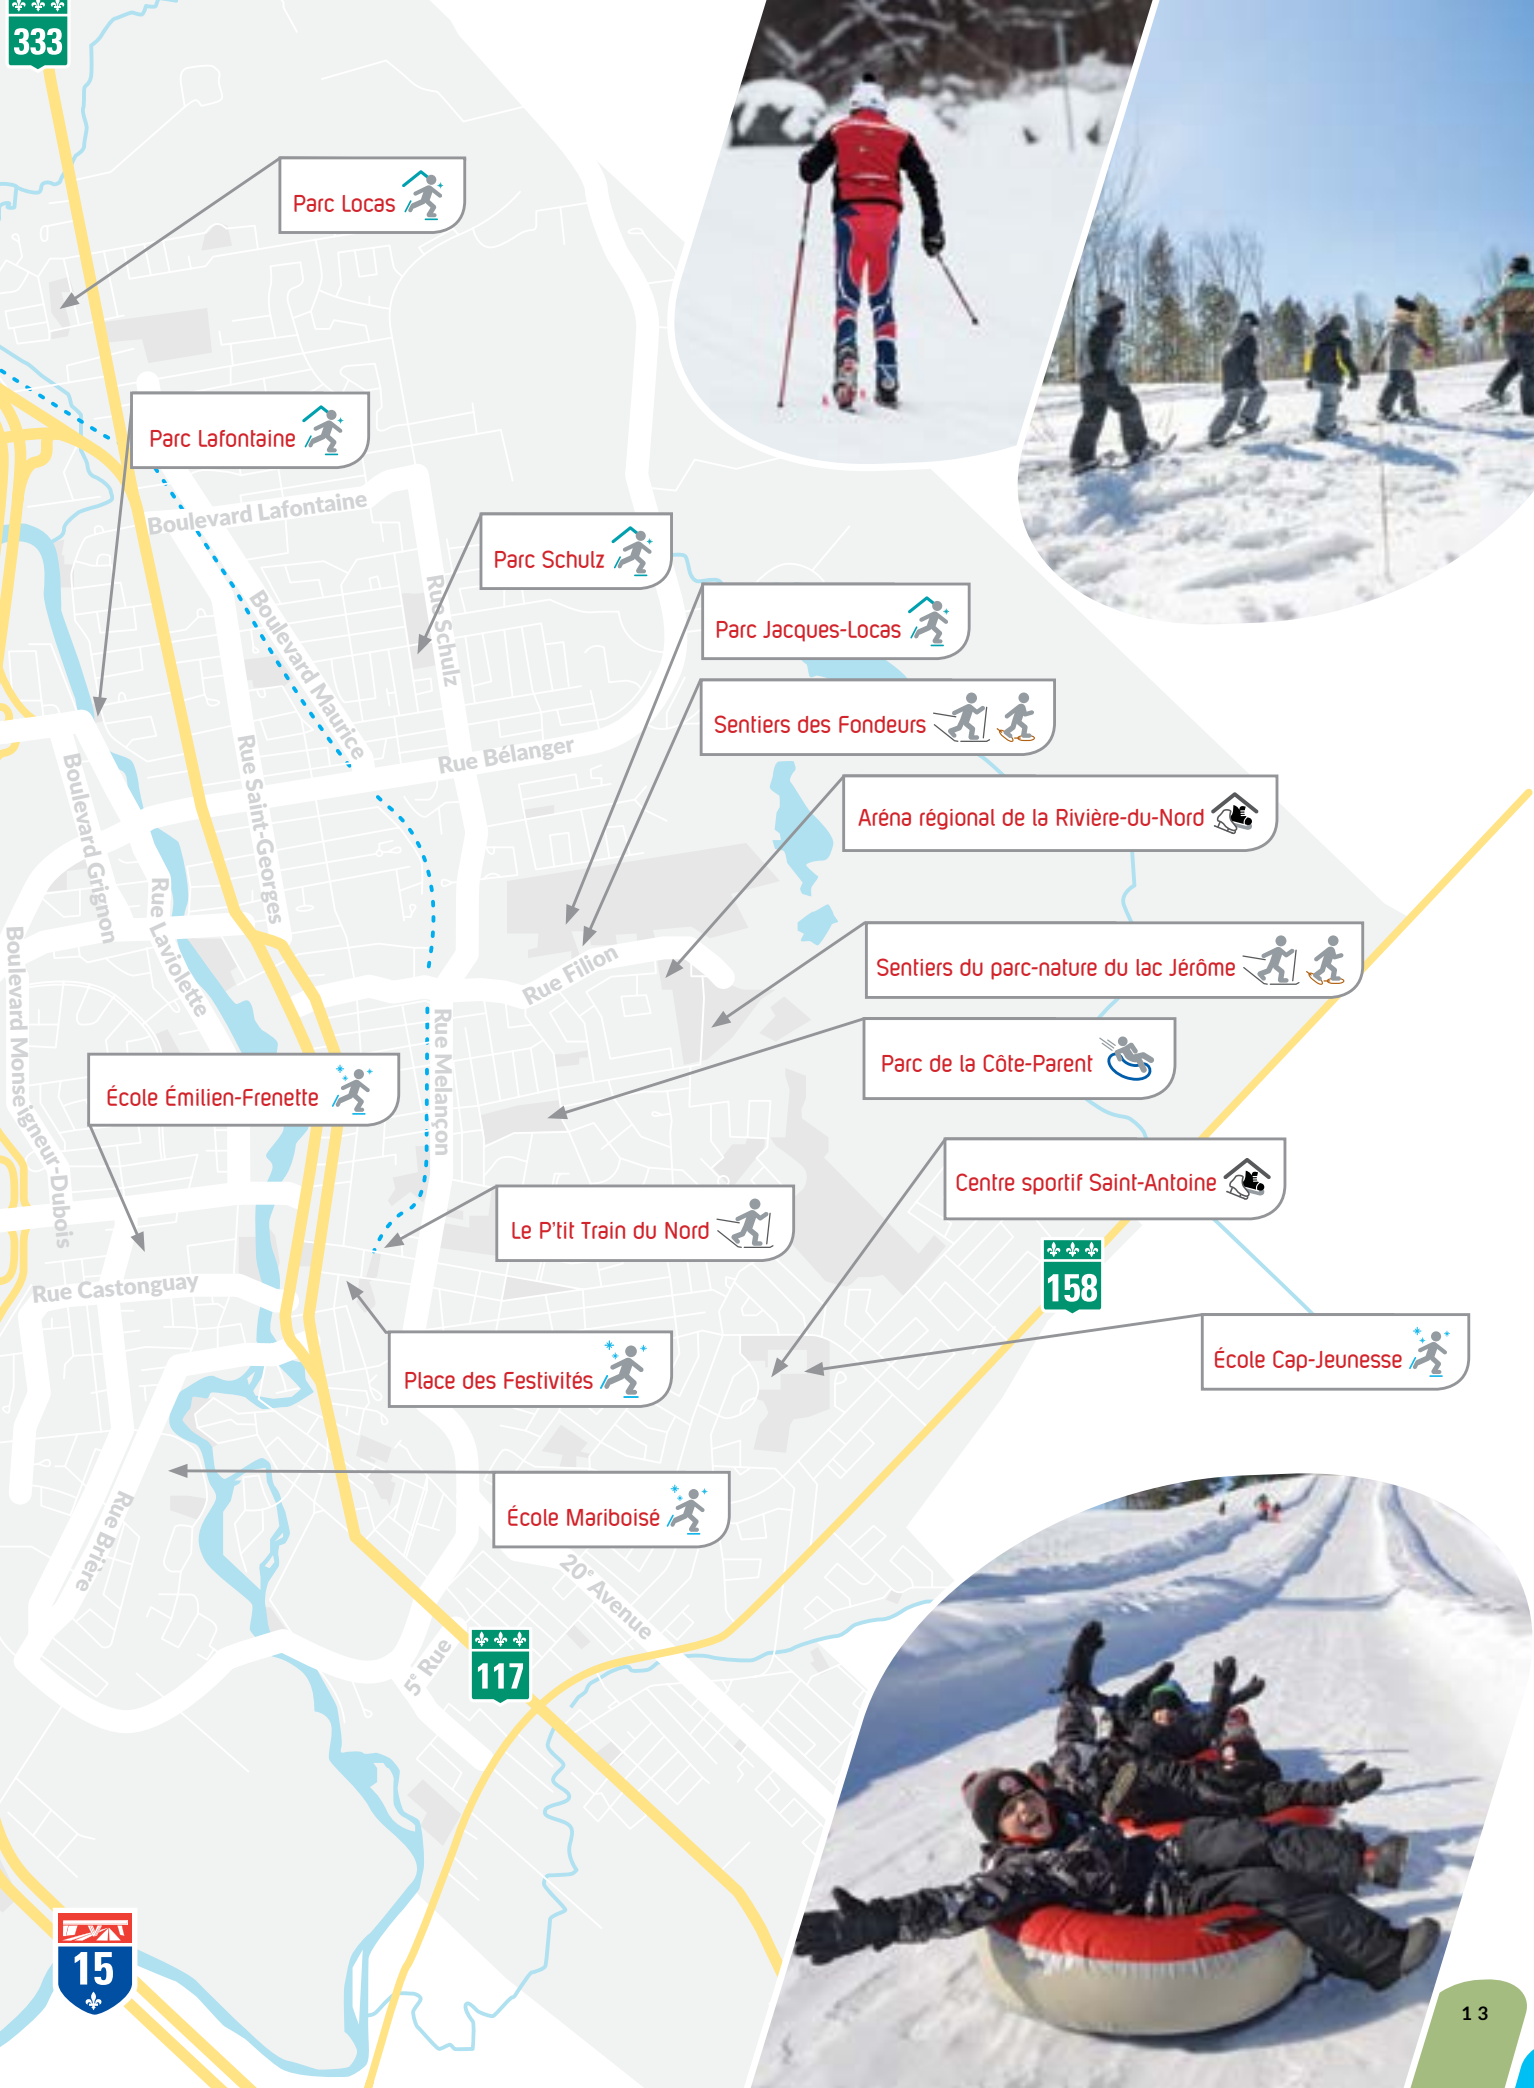 333
Parc Locas
Parc Lafontaine
Boulevard Lafontaine
Parc Schulz
Rue Schulz
Boulevard Maurice
Parc Jacques-Locas
Sentiers des Fondeurs
Rue Bélanger
Rue Saint-Georges
Boulevard Grignon
Aréna régional de la Rivière-du-Nord
Rue Laviolette
Boulevard Monseigneur-Dubois
Rue Filion
Sentiers du parc-nature du lac Jérôme
Rue Melançon
Parc de la Côte-Parent
École Émilien-Frenette
Centre sportif Saint-Antoine
Le P'tit Train du Nord
158
Rue Castonguay
Place des Festivités
École Cap-Jeunesse
École Mariboisé
Rue Brière
20e Avenue
5e Rue
117
15
13